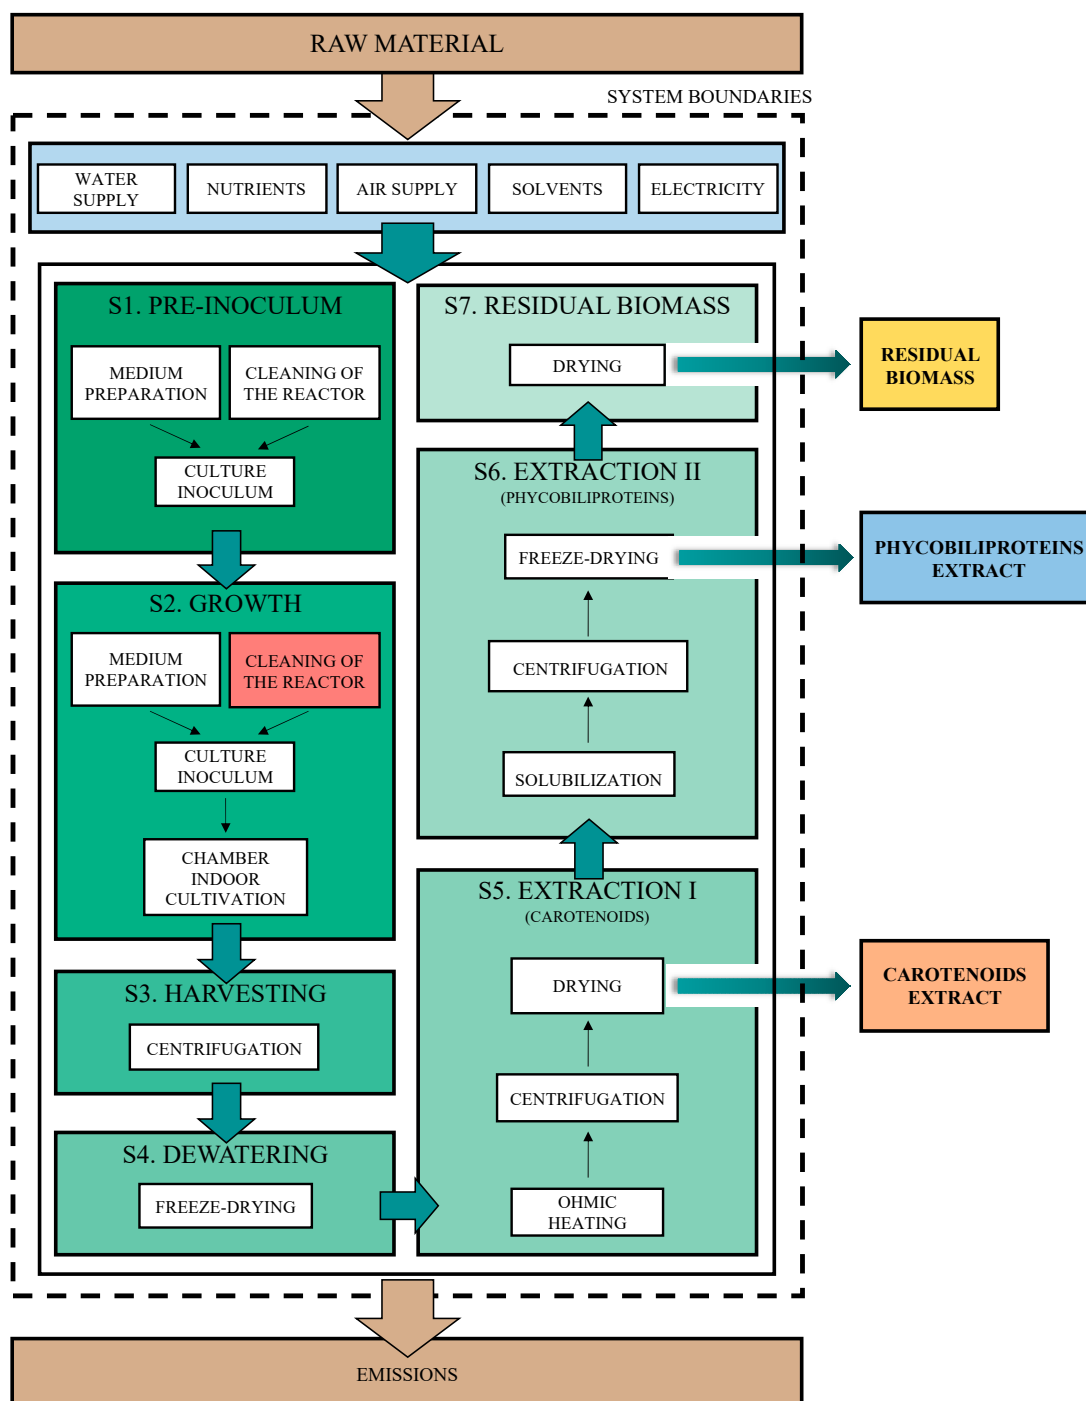 RAW MATERIAL
SYSTEM BOUNDARIES
WATER
SUPPLY
NUTRIENTS
AIR SUPPLY
SOLVENTS
ELECTRICITY
S1. PRE-INOCULUM
MEDIUM
PREPARATION
CLEANING OF
THE REACTOR
CULTURE
INOCULUM
S2. GROWTH
MEDIUM
PREPARATION
CLEANING OF
THE REACTOR
CULTURE
INOCULUM
CHAMBER
INDOOR
CULTIVATION
S3. HARVESTING
CENTRIFUGATION
S4. DEWATERING
FREEZE-DRYING
S5. EXTRACTION I
(CAROTENOIDS)
DRYING
CENTRIFUGATION
OHMIC
HEATING
S6. EXTRACTION II
(PHYCOBILIPROTEINS)
FREEZE-DRYING
CENTRIFUGATION
SOLUBILIZATION
S7. RESIDUAL BIOMASS
DRYING
RESIDUAL
BIOMASS
PHYCOBILIPROTEINS
EXTRACT
CAROTENOIDS
EXTRACT
EMISSIONS